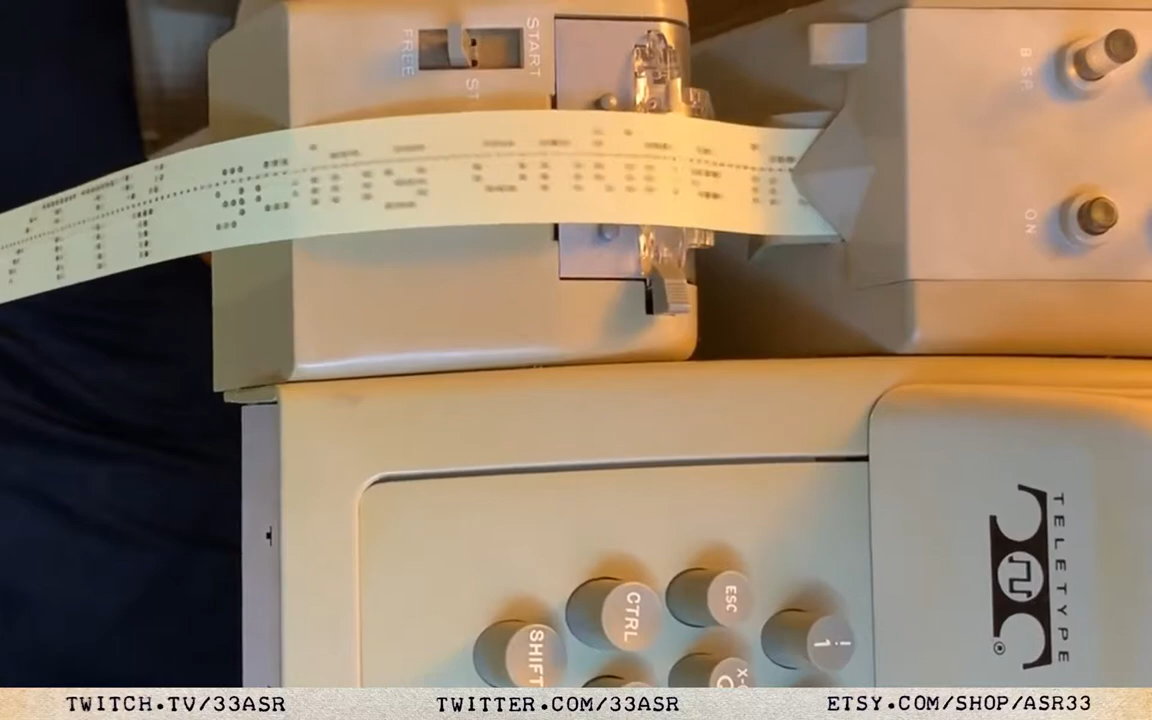 START
FREE
ST
B SP.
ON
TELETYPE
®
ESC
! 1
CTRL
SHIFT
X-
Q
TWITCH.TV/33ASR
TWITTER.COM/33ASR
ETSY.COM/SHOP/ASR33